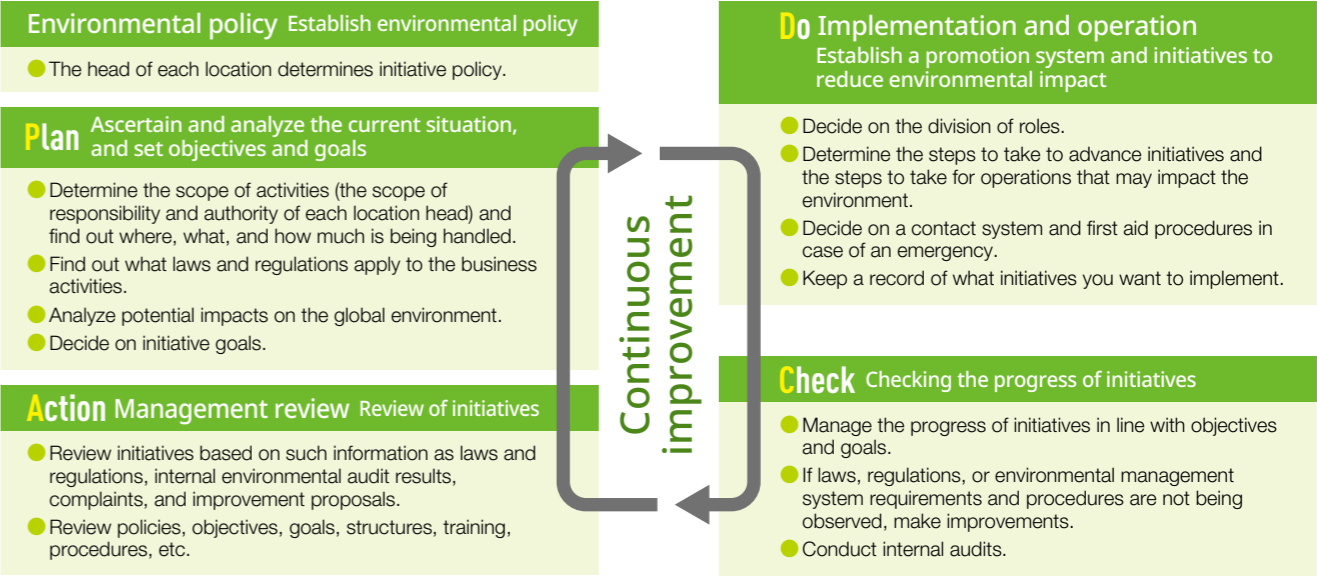 Environmental policy Establish environmental policy
● The head of each location determines initiative policy.
Plan Ascertain and analyze the current situation,
and set objectives and goals
● Determine the scope of activities (the scope of
responsibility and authority of each location head) and
find out where, what, and how much is being handled.
● Find out what laws and regulations apply to the business
activities.
● Analyze potential impacts on the global environment.
● Decide on initiative goals.
Action Management review Review of initiatives
● Review initiatives based on such information as laws and
regulations, internal environmental audit results,
complaints, and improvement proposals.
● Review policies, objectives, goals, structures, training,
procedures, etc.
Continuous
improvement
Do Implementation and operation
Establish a promotion system and initiatives to
reduce environmental impact
● Decide on the division of roles.
● Determine the steps to take to advance initiatives and
the steps to take for operations that may impact the
environment.
● Decide on a contact system and first aid procedures in
case of an emergency.
● Keep a record of what initiatives you want to implement.
Check Checking the progress of initiatives
● Manage the progress of initiatives in line with objectives
and goals.
● If laws, regulations, or environmental management
system requirements and procedures are not being
observed, make improvements.
● Conduct internal audits.